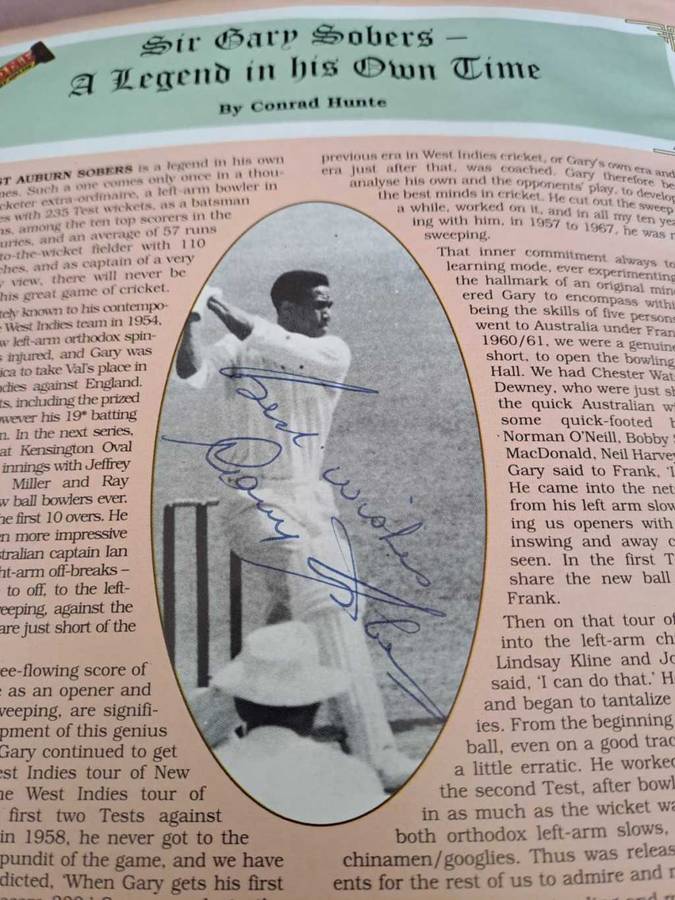 Sir Gary Sobers –
A Legend in his Own Time
By Conrad Hunte
ST AUBURN SOBERS is a legend in his own
Such a one comes only once in a thou-
extra-ordinaire, a left-arm bowler in
with 235 Test wickets, as a batsman
among the ten top scorers in the
and an average of 57 runs
to-the-wicket fielder with 110
and as captain of a very
view, there will never be
his great game of cricket.
known to his contempo-
West Indies team in 1954,
left-arm orthodox spin-
injured, and Gary was
to take Val's place in
against England.
including the prized
however his 19* batting
In the next series,
at Kensington Oval
innings with Jeffrey
Miller and Ray
ball bowlers ever.
the first 10 overs. He
more impressive
captain Ian
right-arm off-breaks –
to off, to the left-
against the
are just short of the
ee-flowing score of
as an opener and
are signifi-
pment of this genius
Gary continued to get
est Indies tour of New
he West Indies tour of
first two Tests against
in 1958, he never got to the
pundit of the game, and we have
dicted, 'When Gary gets his first
previous era in West Indies cricket, or Gary's own era and
era just after that, was coached. Gary therefore be
analyse his own and the opponents' play, to develop
the best minds in cricket. He cut out the sweep
a while, worked on it, and in all my ten yea
ing with him, in 1957 to 1967, he was n
sweeping.
That inner commitment always to
learning mode, ever experimenting
the hallmark of an original min
ered Gary to encompass withi
being the skills of five person
went to Australia under Fran
1960/61, we were a genuine
short, to open the bowling
Hall. We had Chester Wat
Dewney, who were just s
the quick Australian w
some quick-footed b
Norman O'Neill, Bobby S
MacDonald, Neil Harve
Gary said to Frank, 'I
He came into the net
from his left arm slow
ing us openers with
inswing and away c
seen. In the first T
share the new ball
Frank.
Then on that tour of
into the left-arm ch
Lindsay Kline and Jo
said, 'I can do that.' H
and began to tantalize
ies. From the beginning
ball, even on a good trac
a little erratic. He worked
the second Test, after bowl
in as much as the wicket wa
both orthodox left-arm slows,
chinamen/googlies. Thus was releas
ents for the rest of us to admire and r
Best wishes
Gary Sobers